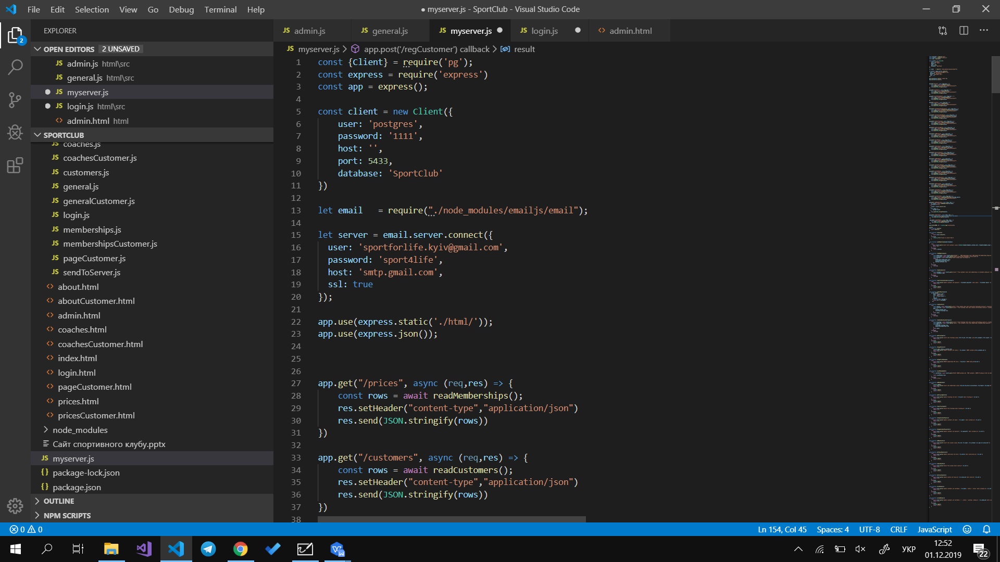 File Edit Selection View Go Debug Terminal Help
● myserver.js - SportClub - Visual Studio Code
EXPLORER
OPEN EDITORS 2 UNSAVED
JS admin.js html\src
JS general.js html\src
● JS myserver.js
● JS login.js html\src
<> admin.html html
SPORTCLUB
JS coaches.js
JS coachesCustomer.js
JS customers.js
JS general.js
JS generalCustomer.js
JS login.js
JS memberships.js
JS membershipsCustomer.js
JS pageCustomer.js
JS sendToServer.js
<> about.html
<> aboutCustomer.html
<> admin.html
<> coaches.html
<> coachesCustomer.html
<> index.html
<> login.html
<> pageCustomer.html
<> prices.html
<> pricesCustomer.html
> node_modules
Сайт спортивного клубу.pptx
JS myserver.js
{} package-lock.json
{} package.json
> OUTLINE
> NPM SCRIPTS
2
JS admin.js JS general.js JS myserver.js ● JS login.js ● <> admin.html
JS myserver.js > app.post('/regCustomer') callback > result
1 const {Client} = require('pg');
2 const express = require('express')
3 const app = express();
4
5 const client = new Client({
6     user: 'postgres',
7     password: '1111',
8     host: '',
9     port: 5433,
10     database: 'SportClub'
11 })
12
13 let email   = require("./node_modules/emailjs/email");
14
15 let server = email.server.connect({
16   user: 'sportforlife.kyiv@gmail.com',
17   password: 'sport4life',
18   host: 'smtp.gmail.com',
19   ssl: true
20 });
21
22 app.use(express.static('./html/'));
23 app.use(express.json());
24
25
26
27 app.get("/prices", async (req,res) => {
28     const rows = await readMemberships();
29     res.setHeader("content-type","application/json")
30     res.send(JSON.stringify(rows))
31 })
32
33 app.get("/customers", async (req,res) => {
34     const rows = await readCustomers();
35     res.setHeader("content-type","application/json")
36     res.send(JSON.stringify(rows))
37 })
38
0 0
Ln 154, Col 45 Spaces: 4 UTF-8 CRLF JavaScript
УКР
12:52
01.12.2019
22